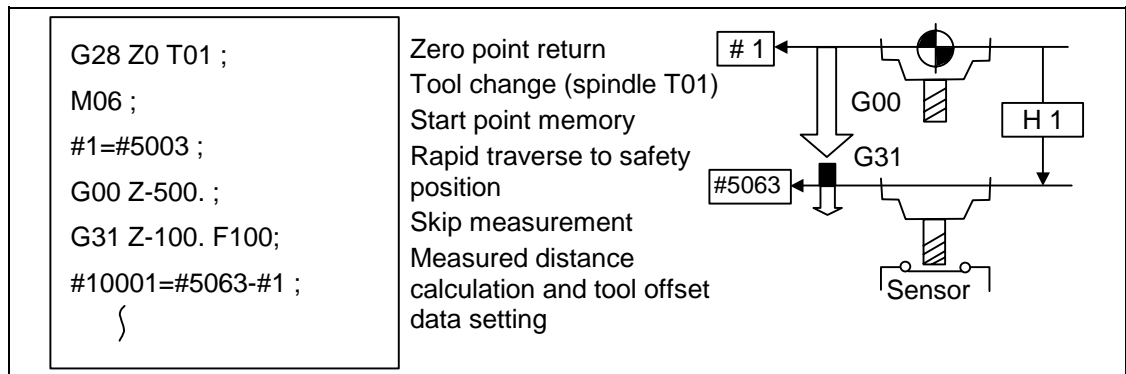 G28 Z0 T01 ;
M06 ;
#1=#5003 ;
G00 Z-500. ;
G31 Z-100. F100;
#10001=#5063-#1 ;
Zero point return
Tool change (spindle T01)
Start point memory
Rapid traverse to safety
position
Skip measurement
Measured distance
calculation and tool offset
data setting
# 1
G00
H 1
G31
#5063
Sensor